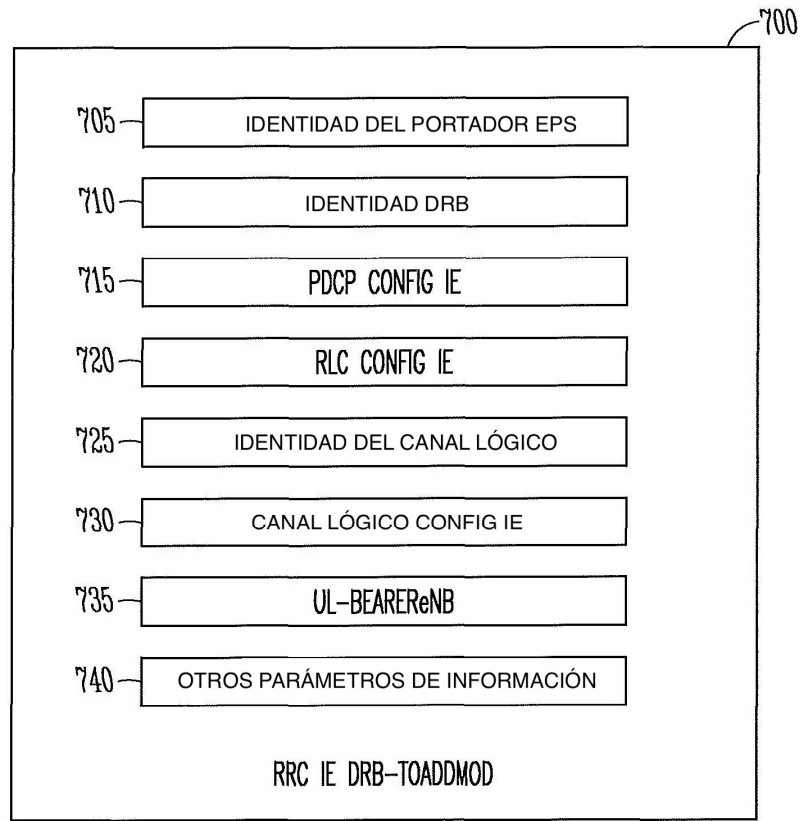 700
705 IDENTIDAD DEL PORTADOR EPS
710 IDENTIDAD DRB
715 PDCP CONFIG IE
720 RLC CONFIG IE
725 IDENTIDAD DEL CANAL LÓGICO
730 CANAL LÓGICO CONFIG IE
735 UL-BEAREReNB
740 OTROS PARÁMETROS DE INFORMACIÓN
RRC IE DRB-TOADDMOD